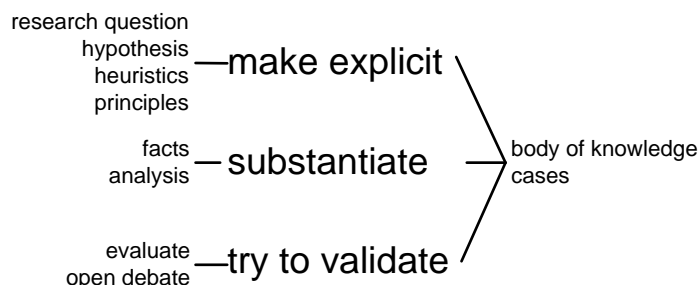 research question
hypothesis
heuristics
principles
make explicit
facts
analysis
substantiate
body of knowledge
cases
evaluate
open debate
try to validate